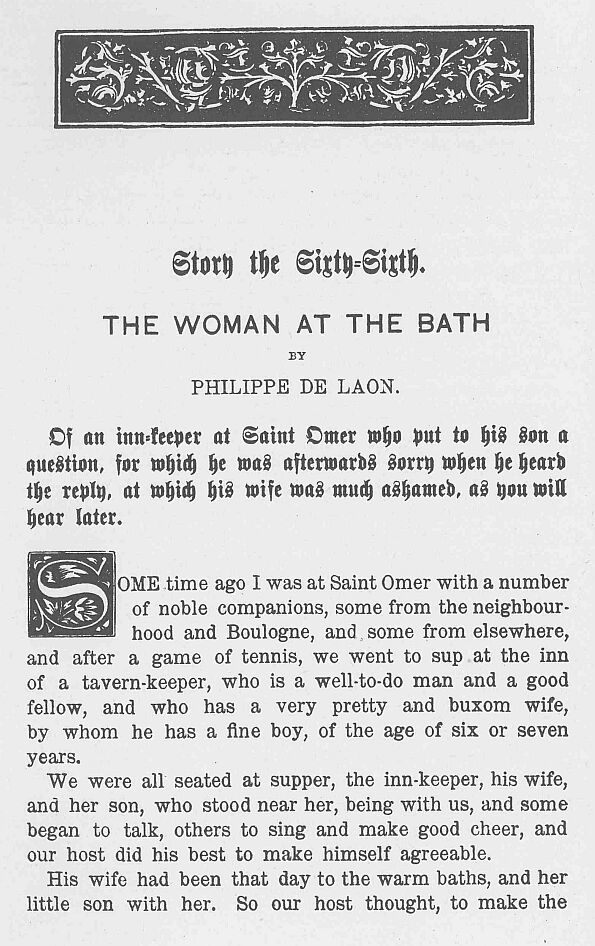 Story the Sixty-Sixth.
THE WOMAN AT THE BATH
BY
PHILIPPE DE LAON.
Of an inn-keeper at Saint Omer who put to his son a
question, for which he was afterwards sorry when he heard
the reply, at which his wife was much ashamed, as you will
hear later.
SOME time ago I was at Saint Omer with a number
of noble companions, some from the neighbour-
hood and Boulogne, and some from elsewhere,
and after a game of tennis, we went to sup at the inn
of a tavern-keeper, who is a well-to-do man and a good
fellow, and who has a very pretty and buxom wife,
by whom he has a fine boy, of the age of six or seven
years.
We were all seated at supper, the inn-keeper, his wife,
and her son, who stood near her, being with us, and some
began to talk, others to sing and make good cheer, and
our host did his best to make himself agreeable.
His wife had been that day to the warm baths, and her
little son with her. So our host thought, to make the